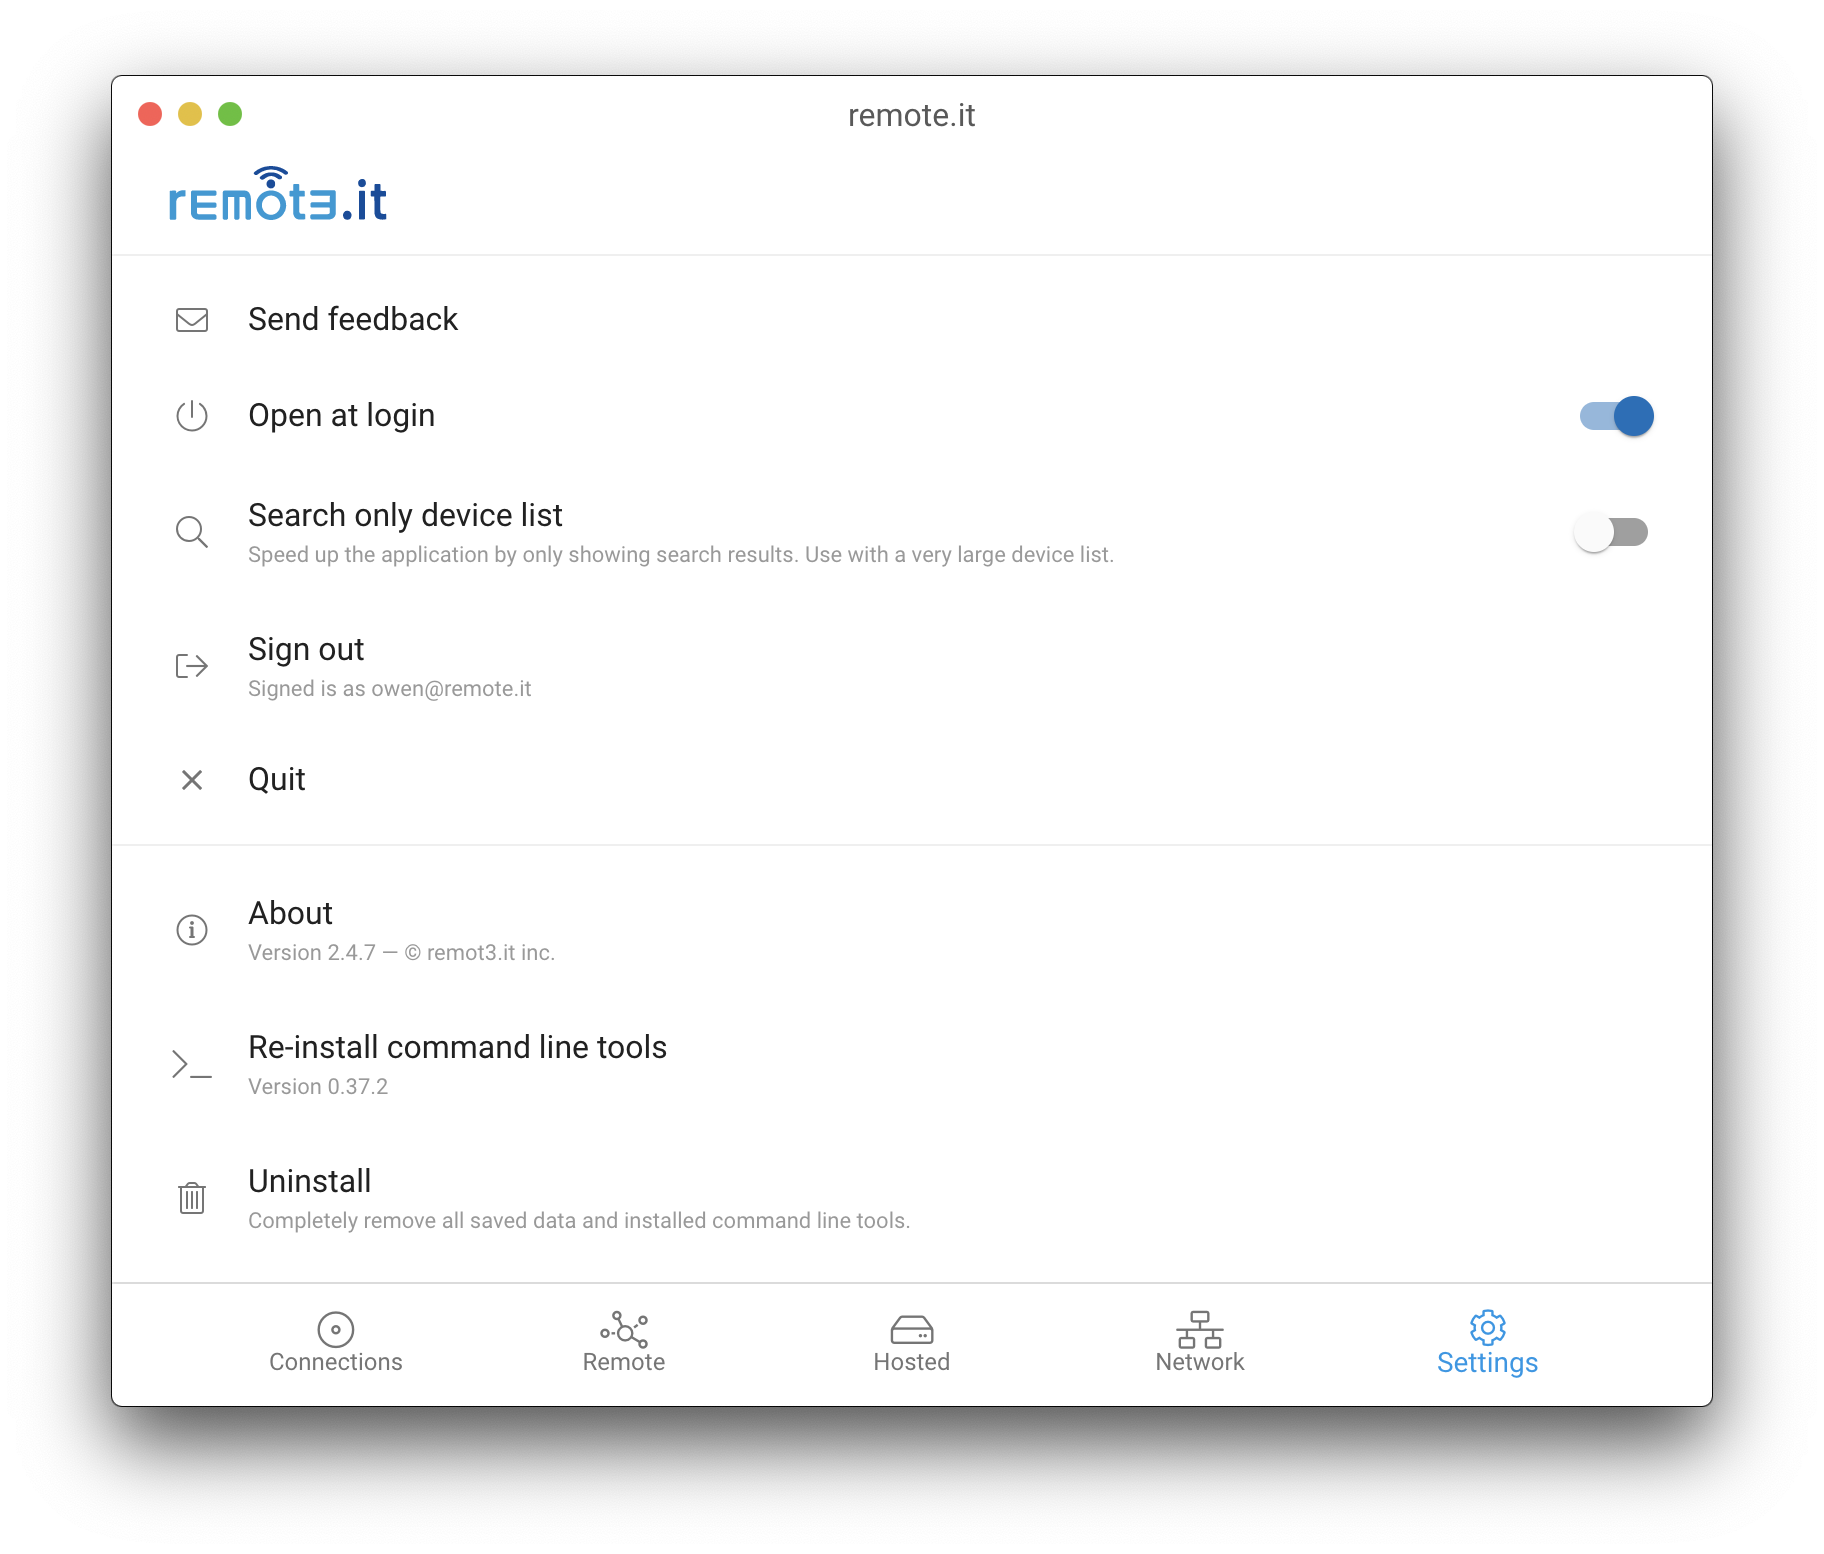 remote.it
remot3.it
Send feedback
Open at login
Search only device list
Speed up the application by only showing search results. Use with a very large device list.
Sign out
Signed is as owen@remote.it
Quit
About
Version 2.4.7 — © remot3.it inc.
Re-install command line tools
Version 0.37.2
Uninstall
Completely remove all saved data and installed command line tools.
Connections
Remote
Hosted
Network
Settings